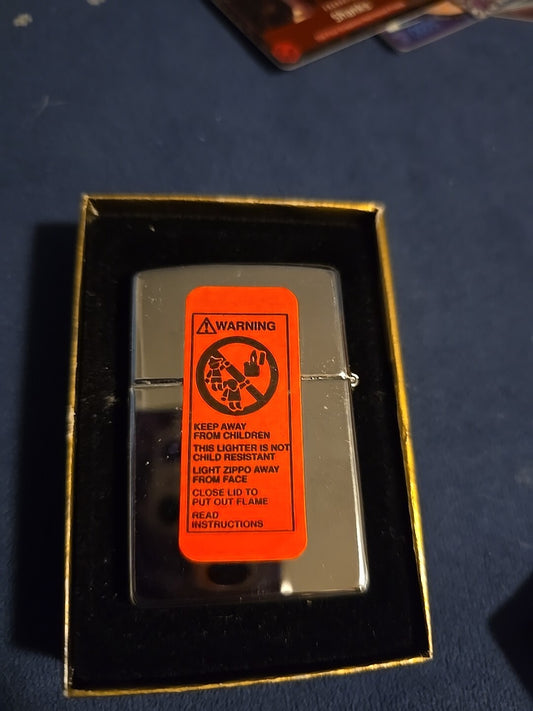 WARNING
KEEP AWAY
FROM CHILDREN
THIS LIGHTER IS NOT
CHILD RESISTANT
LIGHT ZIPPO AWAY
FROM FACE
CLOSE LID TO
PUT OUT FLAME
READ
INSTRUCTIONS